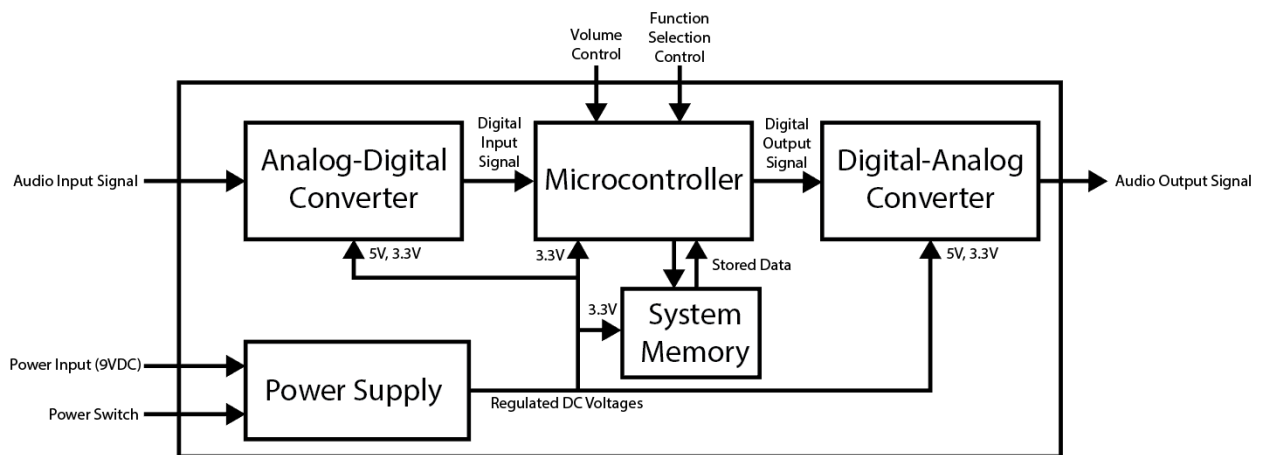 Volume
Control
Function
Selection
Control
Audio Input Signal
Analog-Digital
Converter
Digital
Input
Signal
Microcontroller
Digital
Output
Signal
Digital-Analog
Converter
Audio Output Signal
5V, 3.3V
3.3V
Stored Data
5V, 3.3V
3.3V
System
Memory
Power Input (9VDC)
Power Switch
Power Supply
Regulated DC Voltages